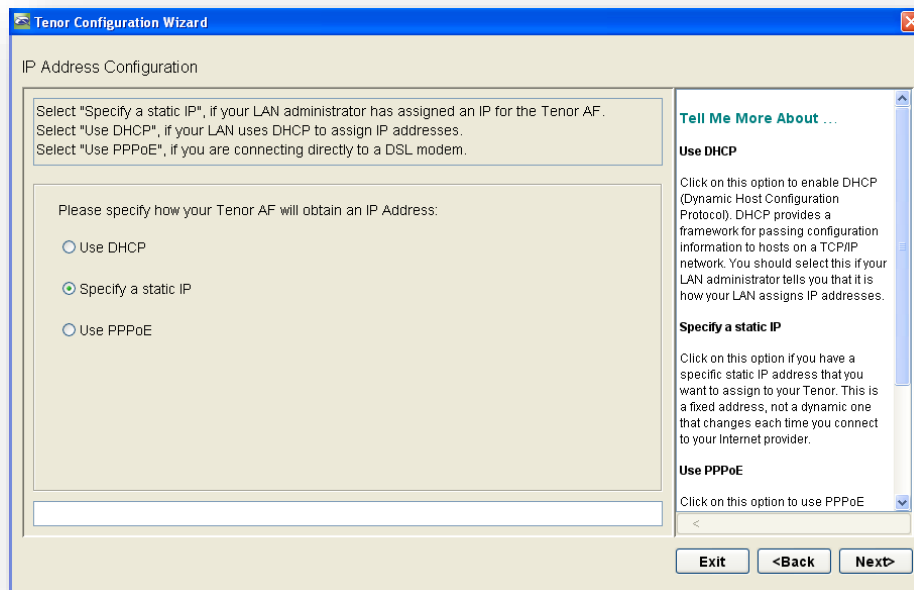 Tenor Configuration Wizard
IP Address Configuration
Select "Specify a static IP", if your LAN administrator has assigned an IP for the Tenor AF.
Select "Use DHCP", if your LAN uses DHCP to assign IP addresses.
Select "Use PPPoE", if you are connecting directly to a DSL modem.
Please specify how your Tenor AF will obtain an IP Address:
Use DHCP
Specify a static IP
Use PPPoE
Tell Me More About ...
Use DHCP
Click on this option to enable DHCP
(Dynamic Host Configuration
Protocol). DHCP provides a
framework for passing configuration
information to hosts on a TCP/IP
network. You should select this if your
LAN administrator tells you that it is
how your LAN assigns IP addresses.
Specify a static IP
Click on this option if you have a
specific static IP address that you
want to assign to your Tenor. This is
a fixed address, not a dynamic one
that changes each time you connect
to your Internet provider.
Use PPPoE
Click on this option to use PPPoE
Exit
<Back
Next>